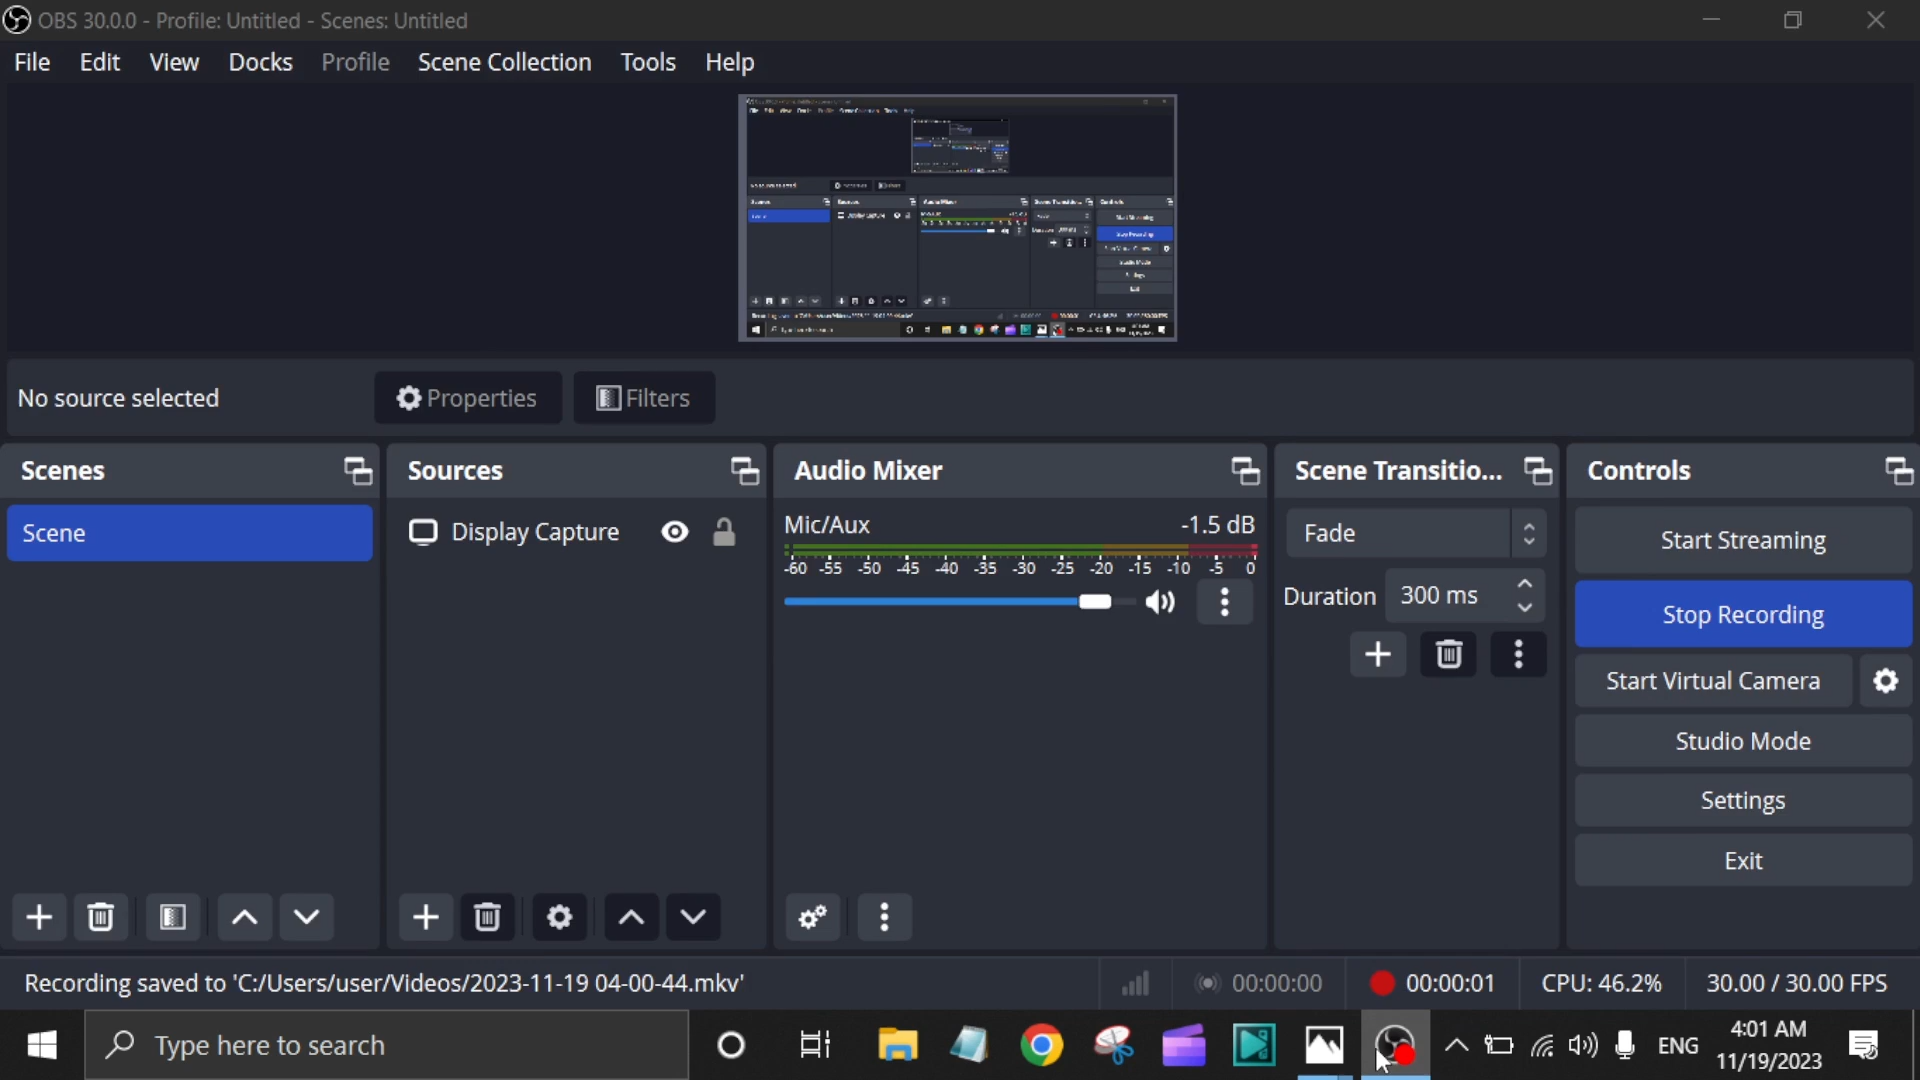 OBS 30.0.0 - Profile: Untitled - Scenes: Untitled
File Edit View Docks Profile Scene Collection Tools Help
No source selected Properties Filters
Scenes Sources Audio Mixer Scene Transitio... Controls
Scene Display Capture Mic/Aux -1.5 dB Fade Start Streaming
-60 -55 -50 -45 -40 -35 -30 -25 -20 -15 -10 -5 0
Duration 300 ms Stop Recording
Start Virtual Camera
Studio Mode
Settings
Exit
Recording saved to 'C:/Users/user/Videos/2023-11-19 04-00-44.mkv' 00:00:00 00:00:01 CPU: 46.2% 30.00 / 30.00 FPS
Type here to search ENG 4:01 AM
11/19/2023